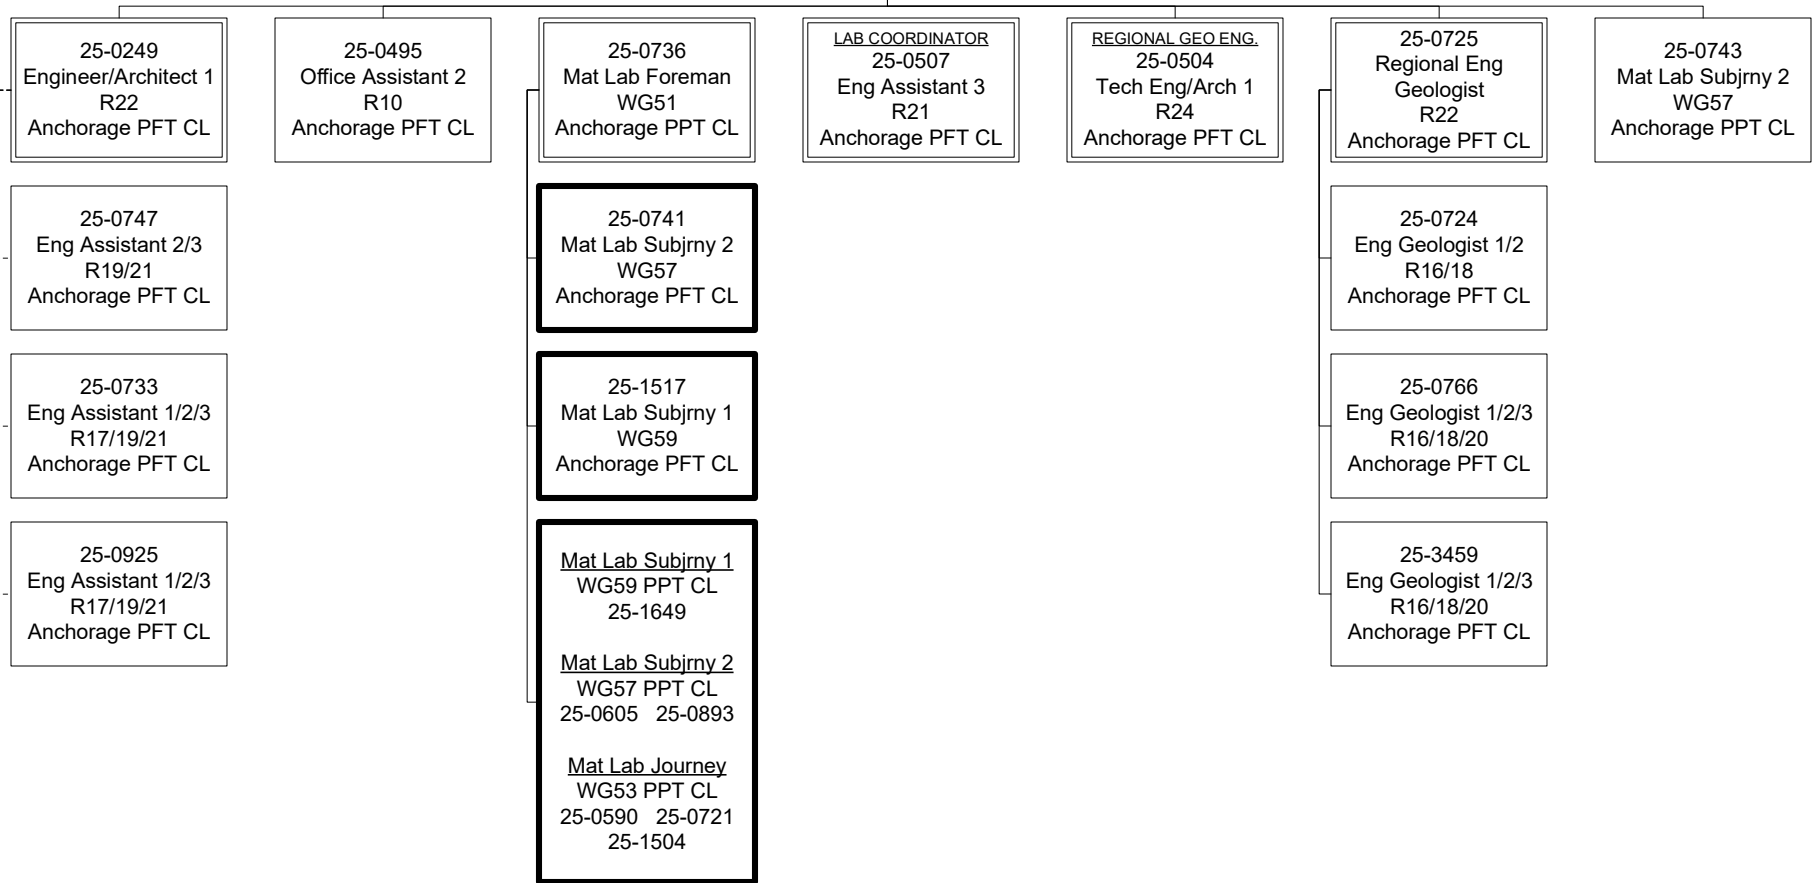 25-0249
Engineer/Architect 1
R22
Anchorage PFT CL
25-0495
Office Assistant 2
R10
Anchorage PFT CL
25-0736
Mat Lab Foreman
WG51
Anchorage PPT CL
LAB COORDINATOR
25-0507
Eng Assistant 3
R21
Anchorage PFT CL
REGIONAL GEO ENG.
25-0504
Tech Eng/Arch 1
R24
Anchorage PFT CL
25-0725
Regional Eng
Geologist
R22
Anchorage PFT CL
25-0743
Mat Lab Subjrny 2
WG57
Anchorage PPT CL
25-0747
Eng Assistant 2/3
R19/21
Anchorage PFT CL
25-0741
Mat Lab Subjrny 2
WG57
Anchorage PFT CL
25-0724
Eng Geologist 1/2
R16/18
Anchorage PFT CL
25-0733
Eng Assistant 1/2/3
R17/19/21
Anchorage PFT CL
25-1517
Mat Lab Subjrny 1
WG59
Anchorage PFT CL
25-0766
Eng Geologist 1/2/3
R16/18/20
Anchorage PFT CL
25-0925
Eng Assistant 1/2/3
R17/19/21
Anchorage PFT CL
Mat Lab Subjrny 1
WG59 PPT CL
25-1649
Mat Lab Subjrny 2
WG57 PPT CL
25-0605 25-0893
Mat Lab Journey
WG53 PPT CL
25-0590 25-0721
25-1504
25-3459
Eng Geologist 1/2/3
R16/18/20
Anchorage PFT CL